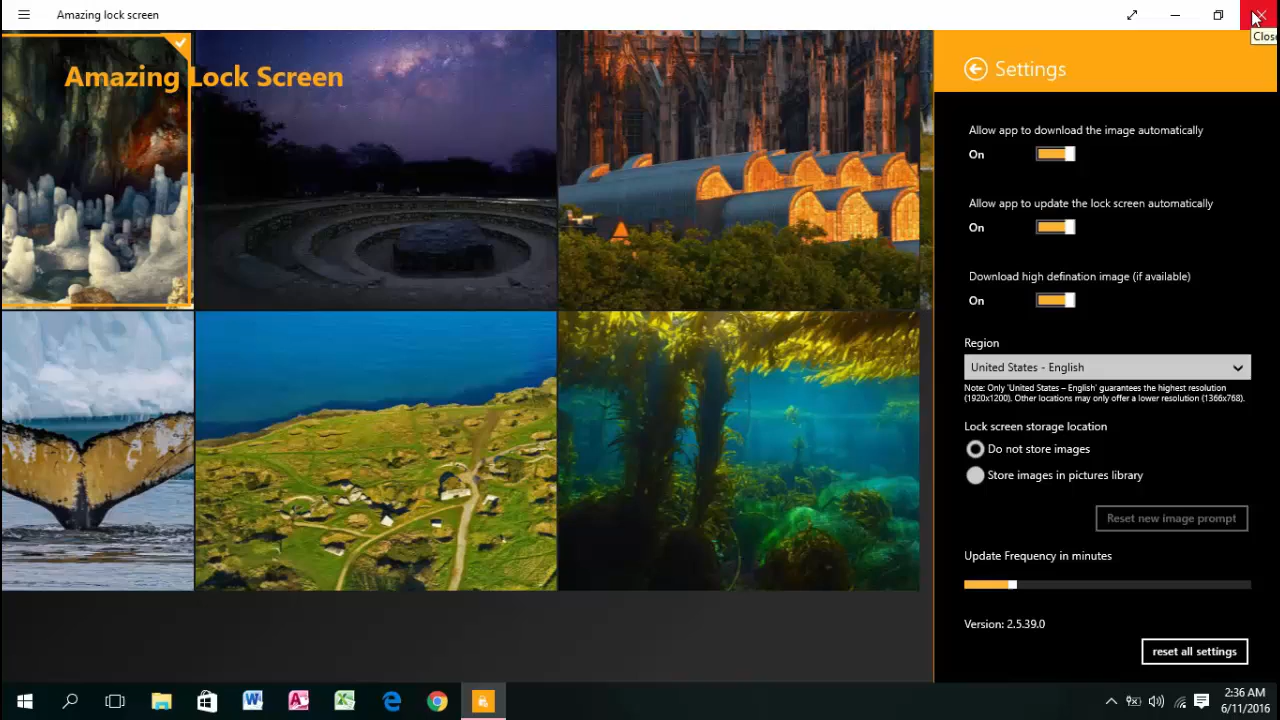 Amazing lock screen
Clos
Amazing Lock Screen
Settings
Allow app to download the image automatically
On
Allow app to update the lock screen automatically
On
Download high defination image (if available)
On
Region
United States - English
Note: Only 'United States – English' guarantees the highest resolution
(1920x1200). Other locations may only offer a lower resolution (1366x768).
Lock screen storage location
Do not store images
Store images in pictures library
Reset new image prompt
Update Frequency in minutes
Version: 2.5.39.0
reset all settings
2:36 AM
6/11/2016